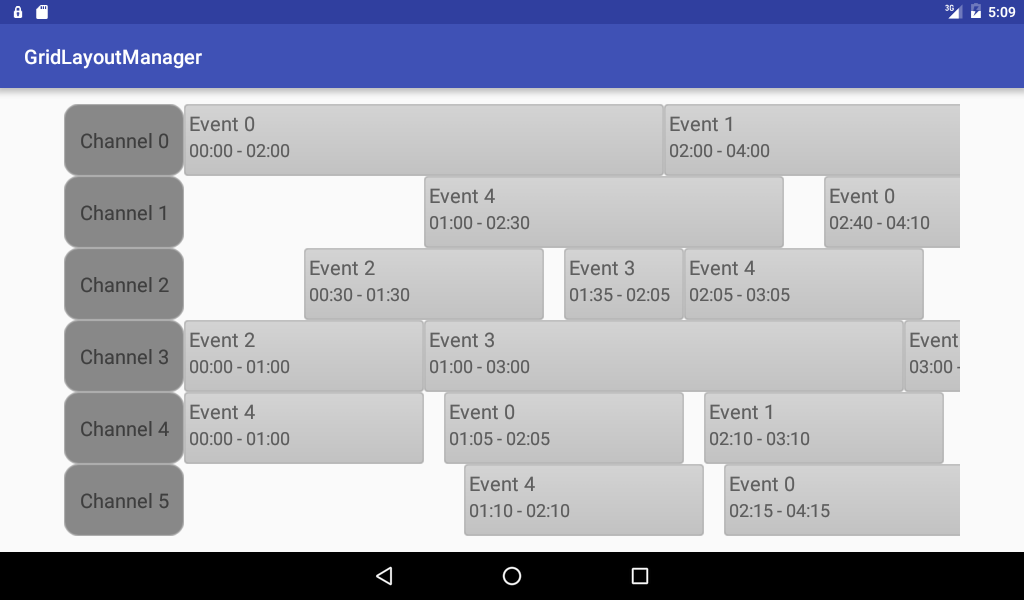 3G
5:09
GridLayoutManager
Channel 0
Event 0
00:00 - 02:00
Event 1
02:00 - 04:00
Channel 1
Event 4
01:00 - 02:30
Event 0
02:40 - 04:10
Channel 2
Event 2
00:30 - 01:30
Event 3
01:35 - 02:05
Event 4
02:05 - 03:05
Channel 3
Event 2
00:00 - 01:00
Event 3
01:00 - 03:00
Event
03:00 -
Channel 4
Event 4
00:00 - 01:00
Event 0
01:05 - 02:05
Event 1
02:10 - 03:10
Channel 5
Event 4
01:10 - 02:10
Event 0
02:15 - 04:15